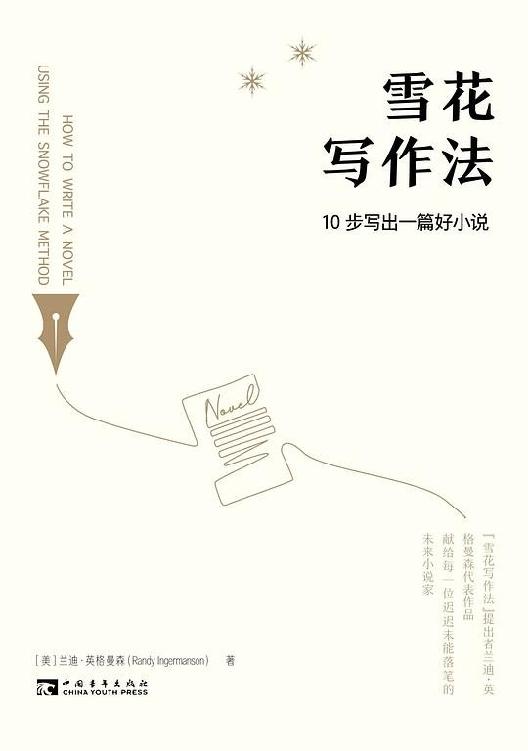 雪花
写作法
10 步写出一篇好小说
HOW TO WRITE A NOVEL
USING THE SNOWFLAKE METHOD
Novel
「雪花写作法」提出者兰迪·英
格曼森代表作品
献给每一位迟迟未能落笔的
未来小说家
[美]兰迪·英格曼森(Randy Ingermanson) 著
中国青年出版社
CHINA YOUTH PRESS